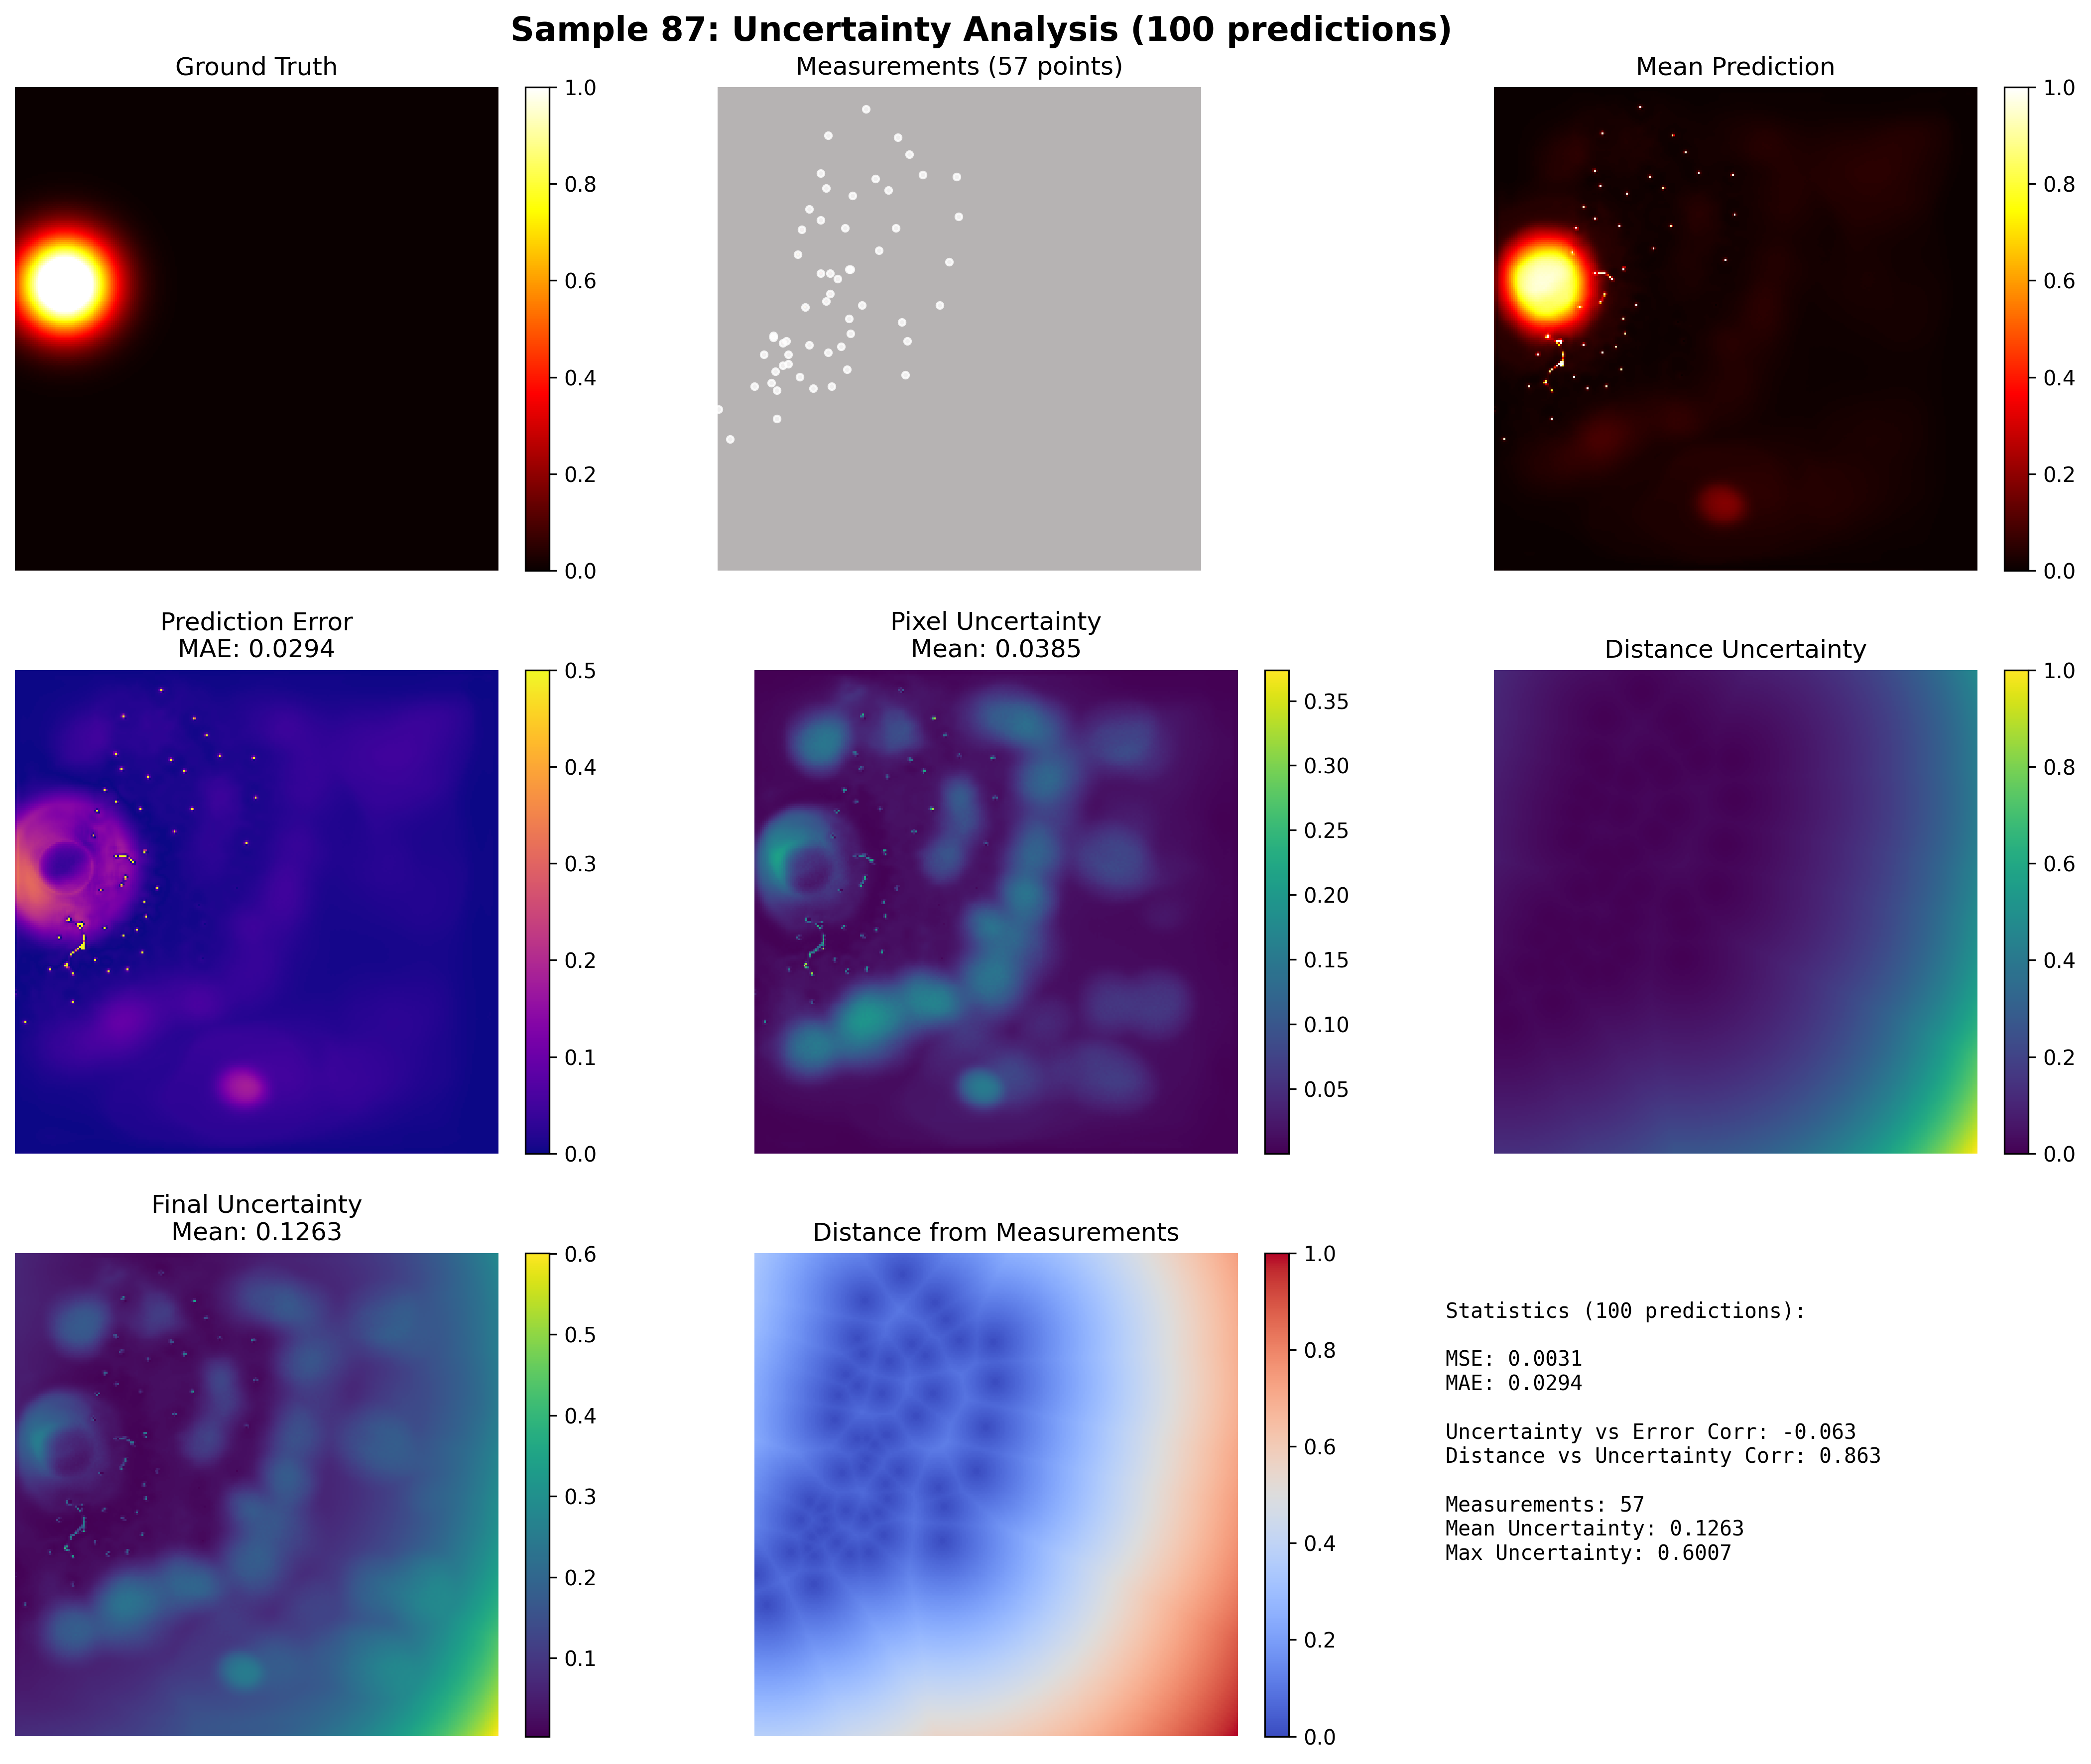 Sample 87: Uncertainty Analysis (100 predictions)
Ground Truth
1.0
0.8
0.6
0.4
0.2
0.0
Measurements (57 points)
Mean Prediction
1.0
0.8
0.6
0.4
0.2
0.0
Prediction Error
MAE: 0.0294
0.5
0.4
0.3
0.2
0.1
0.0
Pixel Uncertainty
Mean: 0.0385
0.35
0.30
0.25
0.20
0.15
0.10
0.05
Distance Uncertainty
1.0
0.8
0.6
0.4
0.2
0.0
Final Uncertainty
Mean: 0.1263
0.6
0.5
0.4
0.3
0.2
0.1
Distance from Measurements
1.0
0.8
0.6
0.4
0.2
0.0
Statistics (100 predictions):
MSE: 0.0031
MAE: 0.0294
Uncertainty vs Error Corr: -0.063
Distance vs Uncertainty Corr: 0.863
Measurements: 57
Mean Uncertainty: 0.1263
Max Uncertainty: 0.6007